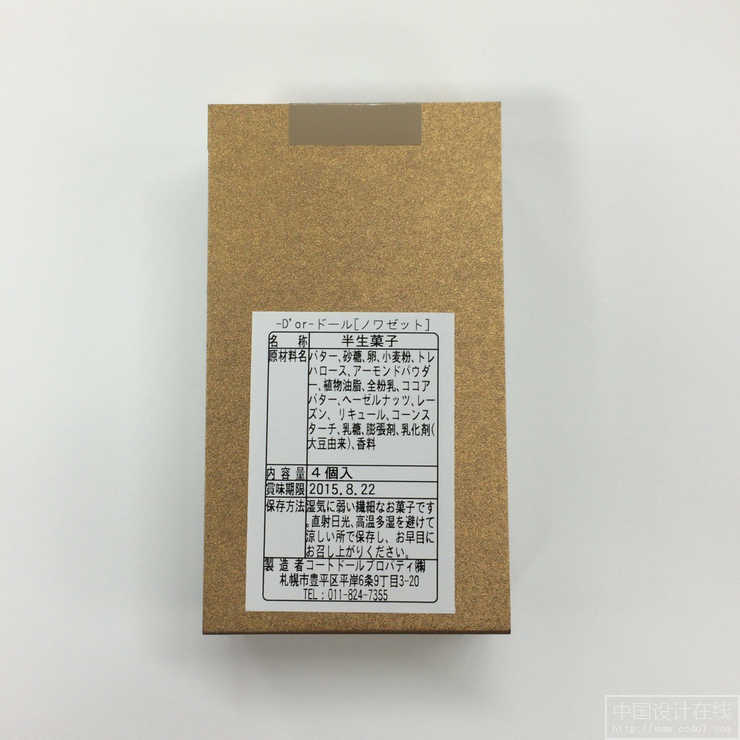 -D'or-ドール[ノワゼット]
名称 半生菓子
原材料名 バター、砂糖、卵、小麦粉、トレ
ハロース、アーモンドパウダ
ー、植物油脂、全粉乳、ココア
バター、ヘーゼルナッツ、レー
ズン、リキュール、コーンス
ターチ、乳糖、膨張剤、乳化剤(
大豆由来)、香料
内容量 4個入
賞味期限 2015.8.22
保存方法 湿気に弱い繊細なお菓子です
。直射日光、高温多湿を避けて
涼しい所で保存し、お早目に
お召し上がりください。
製造者 コートドールプロパティ㈱
札幌市豊平区平岸6条9丁目3-20
TEL:011-824-7355
中国设计在线
http://www.ccdol.com